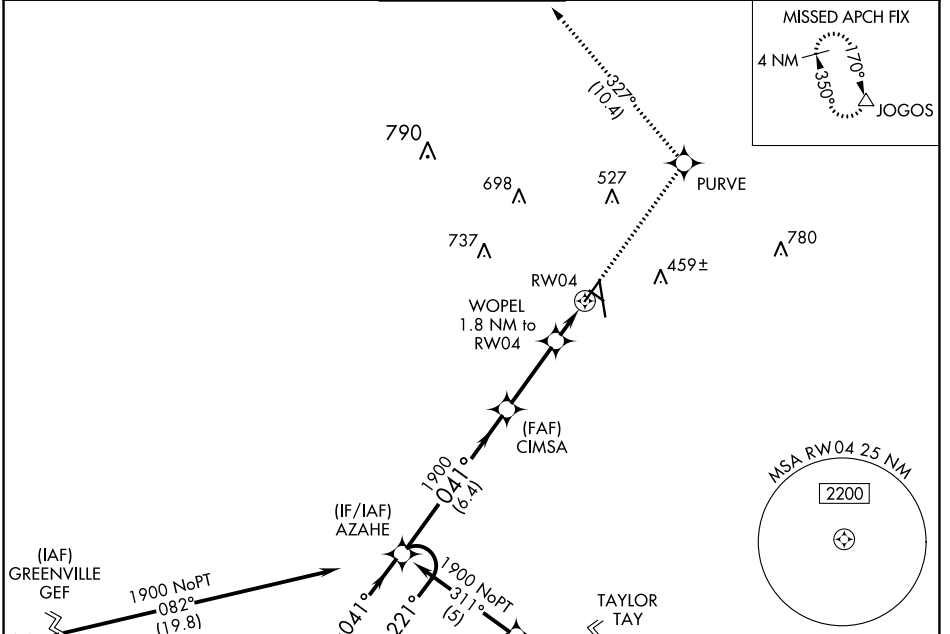 MISSED APCH FIX
4 NM
170°
350°
JOGOS
327°
(10.4)
790
698
527
PURVE
737
459±
780
RW04
WOPEL
1.8 NM to
RW04
(FAF)
CIMSA
1900
041°
(6.4)
MSA RW04 25 NM
2200
(IF/IAF)
AZAHE
(IAF)
GREENVILLE
GEF
1900 NoPT
082°
(19.8)
041°
221°
1900 NoPT
311°
(5)
TAYLOR
TAY